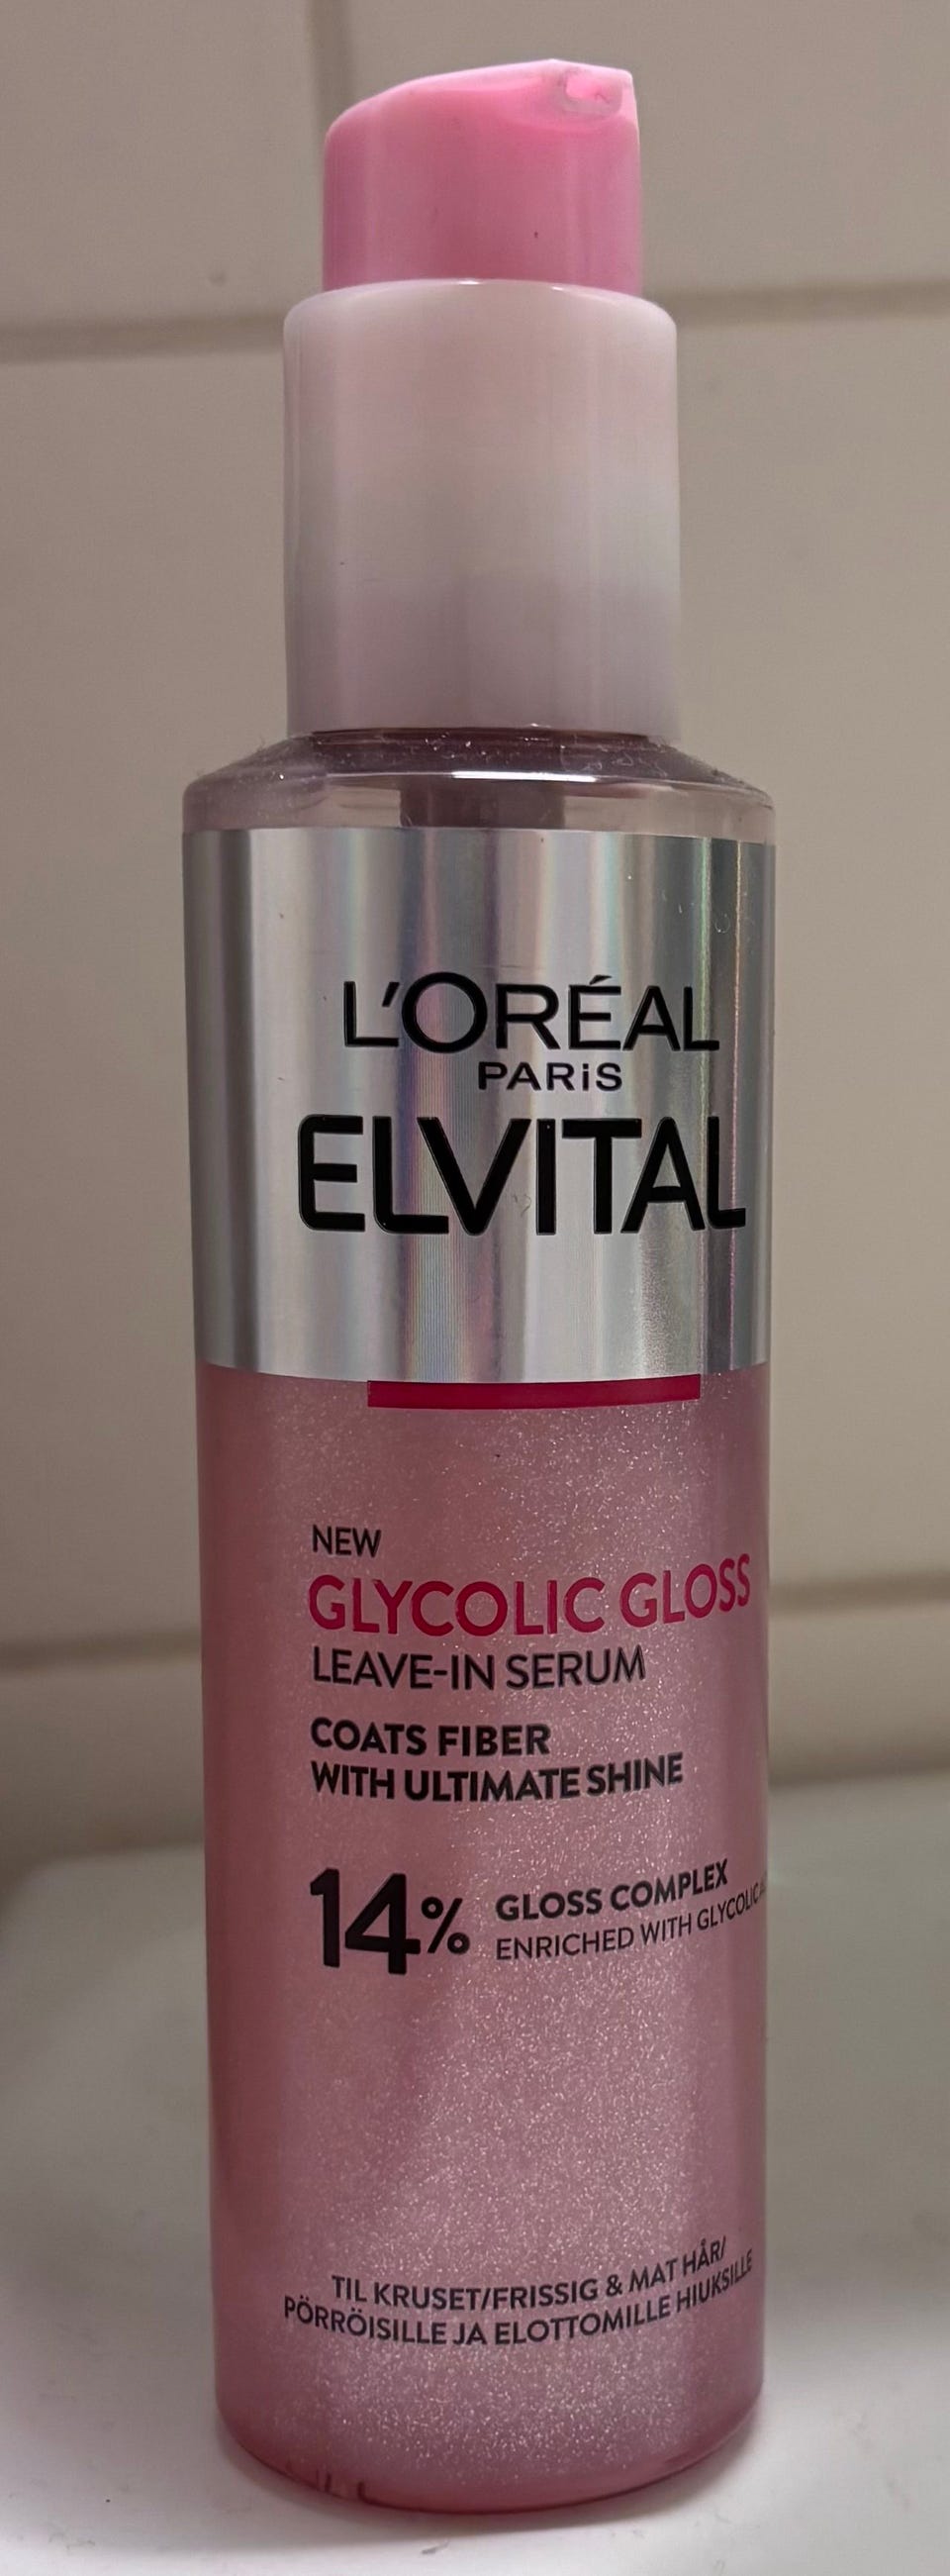 L'ORÉAL
PARiS
ELVITAL
NEW
GLYCOLIC GLOSS
LEAVE-IN SERUM
COATS FIBER
WITH ULTIMATE SHINE
14% GLOSS COMPLEX
ENRICHED WITH GLYCOLIC
TIL KRUSET/FRISSIG & MAT HÅR/
PÖRRÖISILLE JA ELOTTOMILLE HIUKSILLE